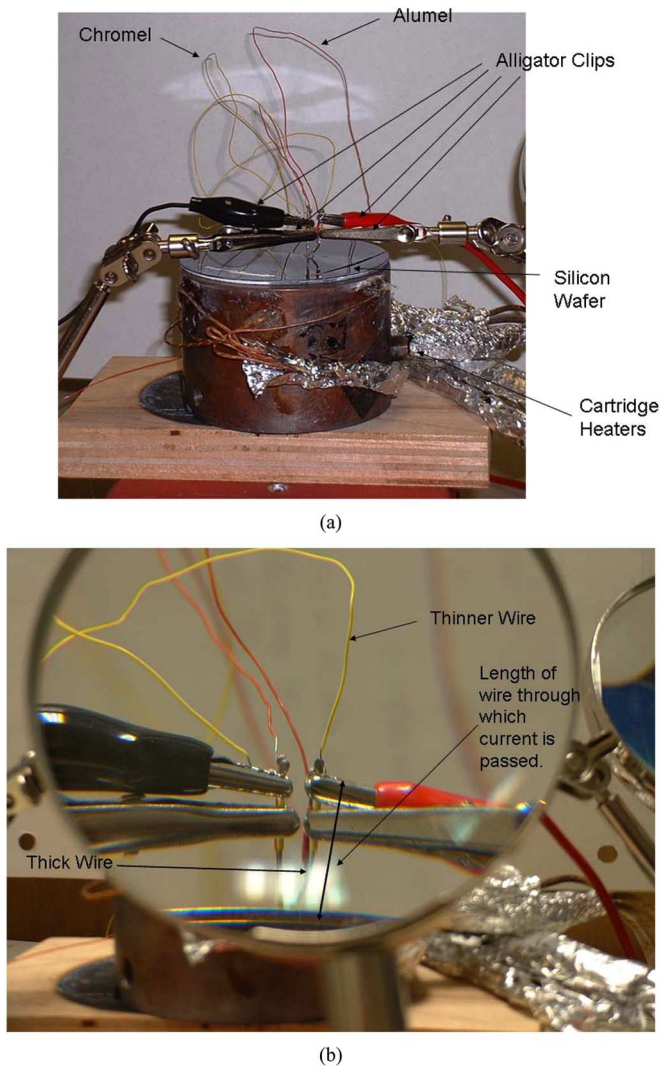 Chromel
Alumel
Alligator Clips
Silicon
Wafer
Cartridge
Heaters
(a)
Thinner Wire
Length of
wire through
which
current is
passed.
Thick Wire
(b)